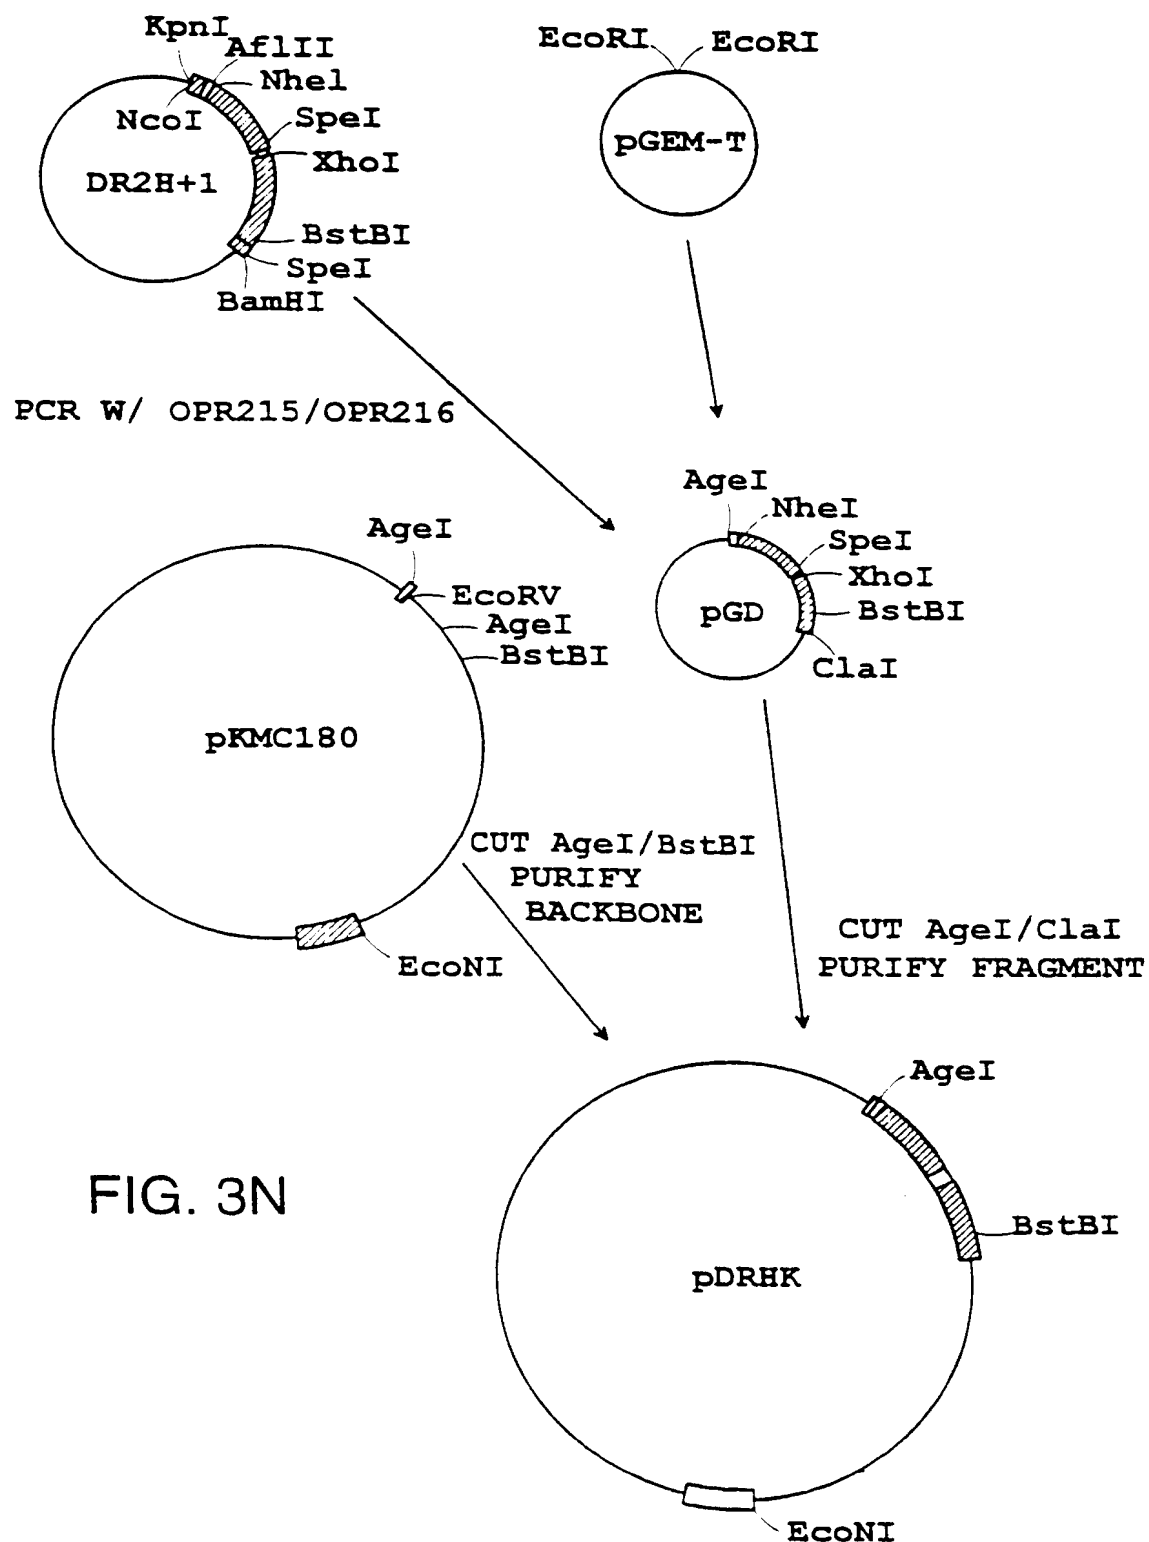 KpnI
AflII
Nhel
NcoI
SpeI
XhoI
DR2H+1
BstBI
SpeI
BamHI
EcoRI
EcoRI
pGEM-T
PCR W/ OPR215/OPR216
AgeI
NheI
SpeI
XhoI
BstBI
pGD
ClaI
AgeI
EcoRV
AgeI
BstBI
pKMC180
EcoNI
CUT AgeI/BstBI
PURIFY
BACKBONE
CUT AgeI/ClaI
PURIFY FRAGMENT
AgeI
BstBI
pDRHK
EcoNI
FIG. 3N